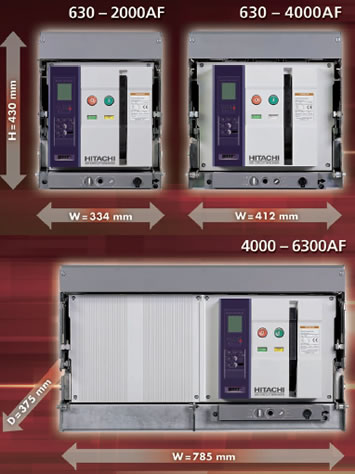 630 – 2000AF
630 – 4000AF
H = 430 mm
HITACHI
HITACHI
W = 334 mm
W = 412 mm
4000 – 6300AF
HITACHI
D = 375 mm
W = 785 mm